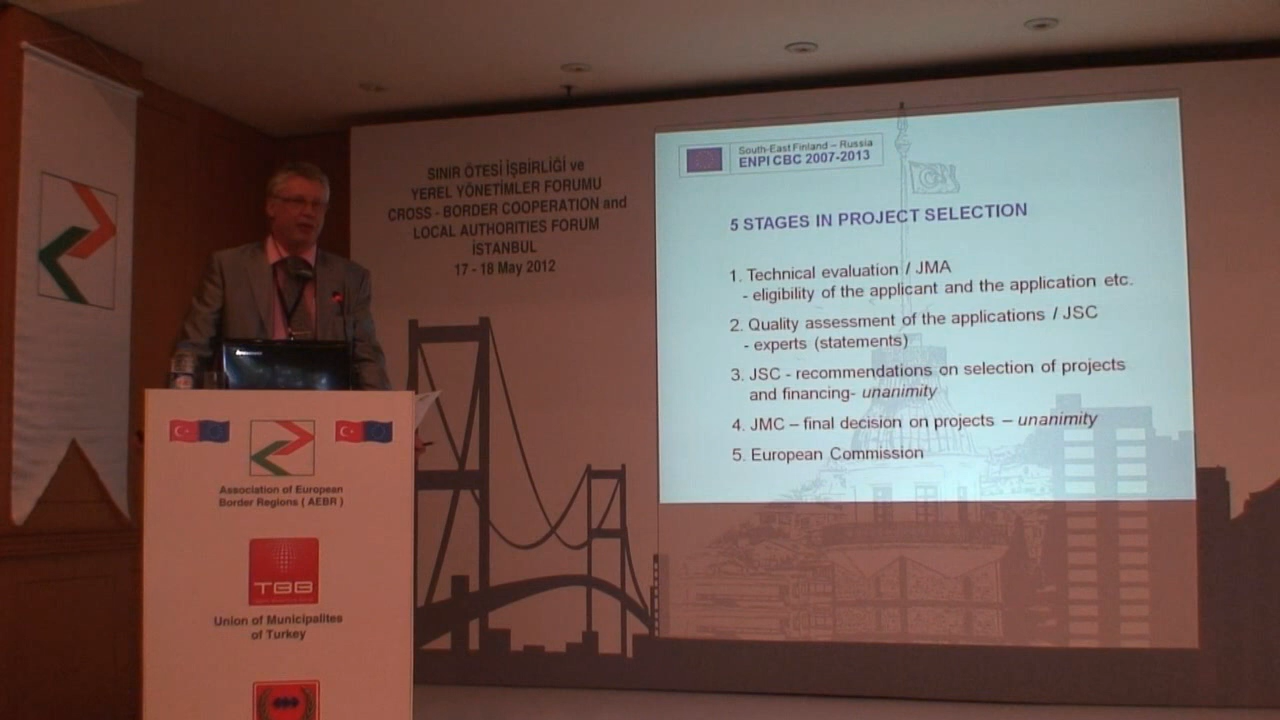 SINIR ÖTESİ İŞBİRLİĞİ ve
YEREL YÖNETİMLER FORUMU
CROSS - BORDER COOPERATION and
LOCAL AUTHORITIES FORUM
İSTANBUL
17 - 18 May 2012
South-East Finland – Russia
ENPI CBC 2007-2013
5 STAGES IN PROJECT SELECTION
1. Technical evaluation / JMA
- eligibility of the applicant and the application etc.
2. Quality assessment of the applications / JSC
- experts (statements)
3. JSC - recommendations on selection of projects
and financing- unanimity
4. JMC – final decision on projects – unanimity
5. European Commission
lenovo
Association of European
Border Regions ( AEBR )
TBB
Union of Municipalites
of Turkey